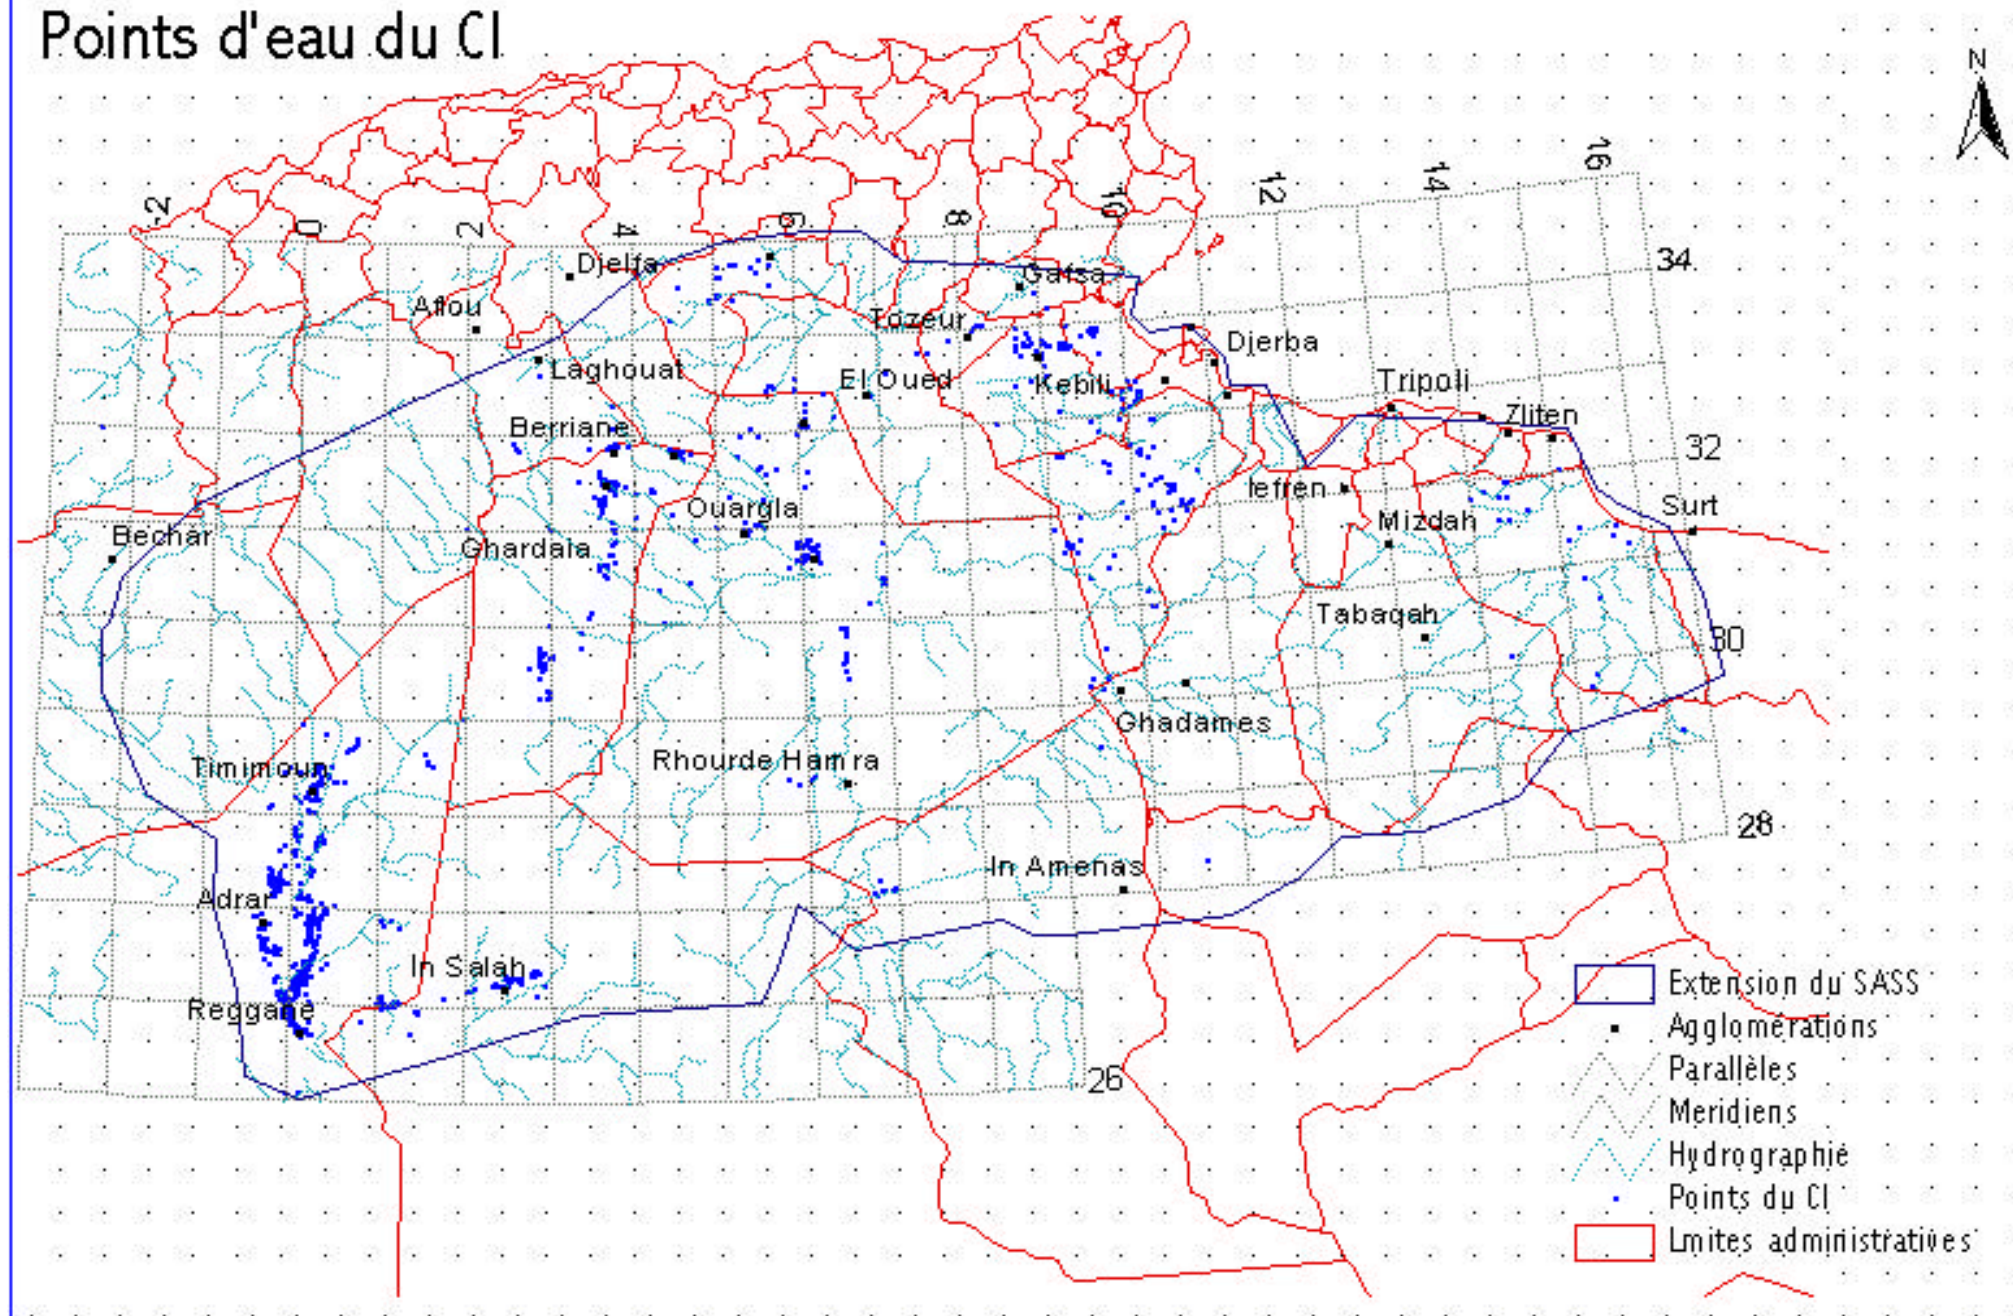 Points d'eau du CI
N
-2
0
2
4
6
8
10
12
14
16
34
Djelfa
Gafsa
Aflou
Tozeur
Djerba
Laghouat
El Oued
Kebili
Tripoli
Zliten
Berriane
32
Iefren
Ouargla
Surt
Mizdah
Bechar
Ghardaia
Tabaqah
30
Ghadames
Timimoun
Rhourde Hamra
28
In Amenas
Adrar
In Salah
Reggane
26
Extension du SASS
Agglomérations
Parallèles
Meridiens
Hydrographie
Points du CI
Lmites administratives